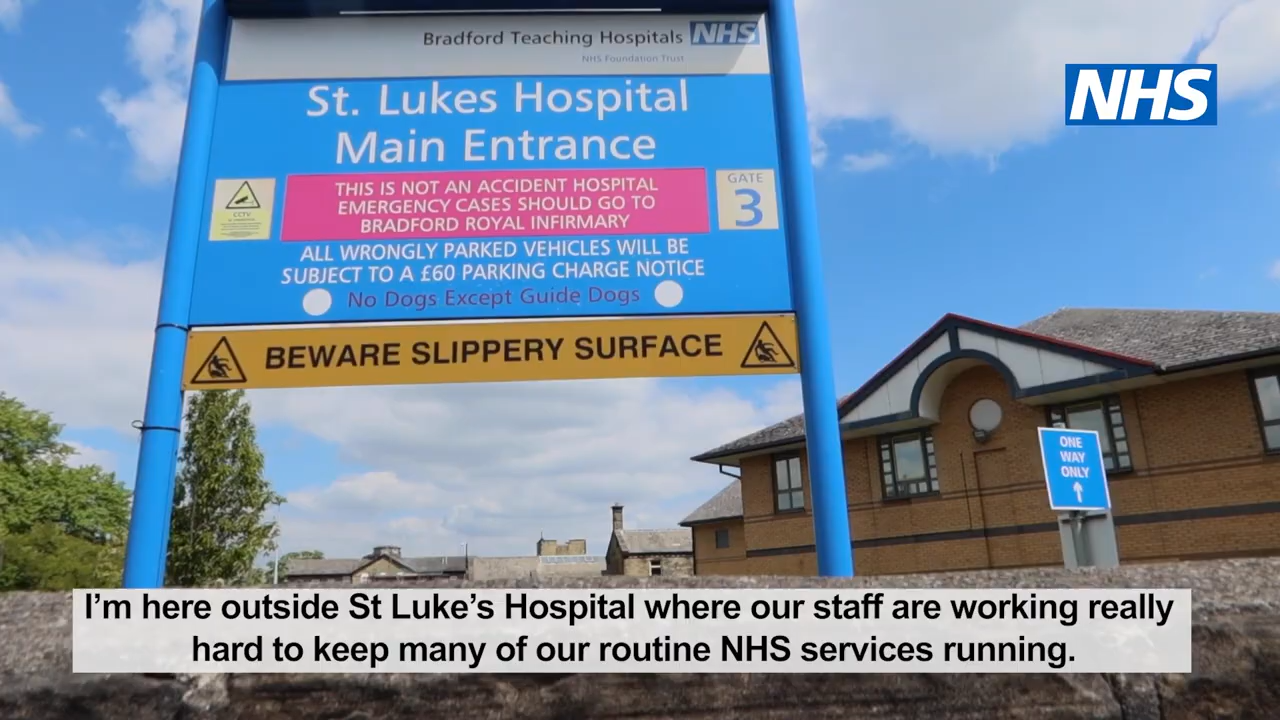 Bradford Teaching Hospitals NHS
NHS Foundation Trust
NHS
St. Lukes Hospital
Main Entrance
THIS IS NOT AN ACCIDENT HOSPITAL
EMERGENCY CASES SHOULD GO TO
BRADFORD ROYAL INFIRMARY
CCTV
GATE
3
ALL WRONGLY PARKED VEHICLES WILL BE
SUBJECT TO A £60 PARKING CHARGE NOTICE
No Dogs Except Guide Dogs
BEWARE SLIPPERY SURFACE
ONE
WAY
ONLY
I'm here outside St Luke's Hospital where our staff are working really
hard to keep many of our routine NHS services running.